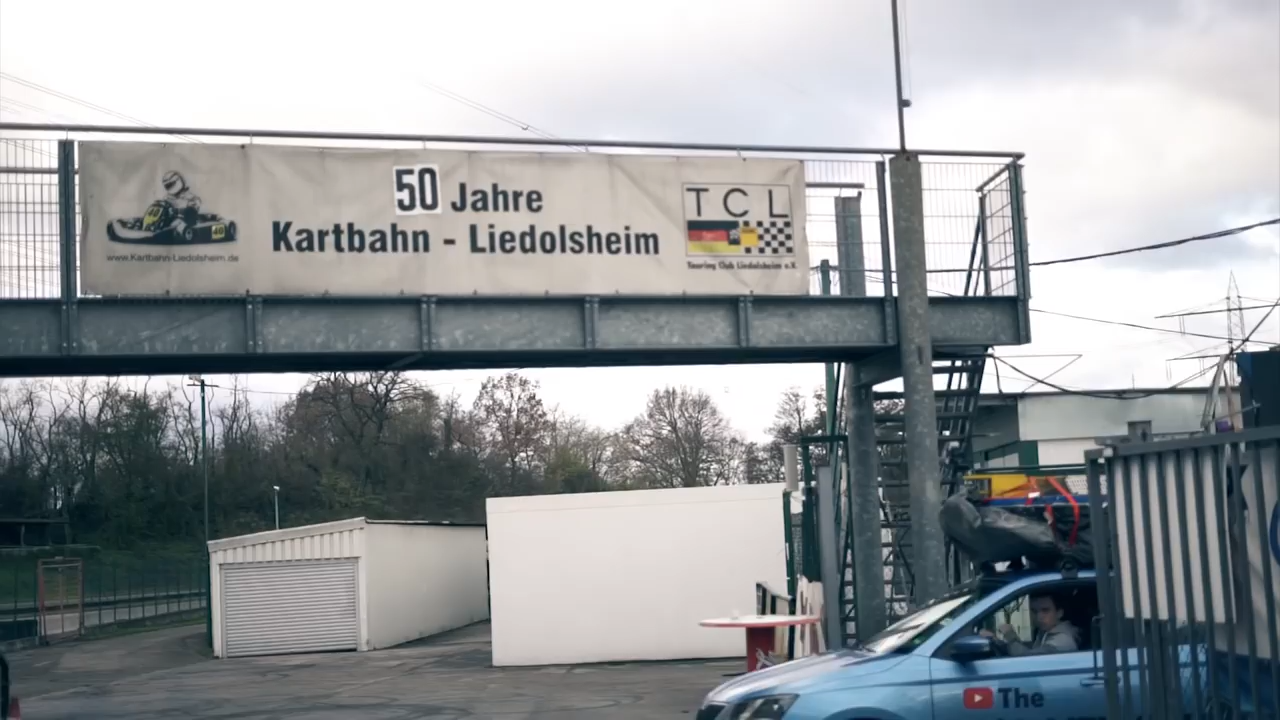 50 Jahre
Kartbahn - Liedolsheim
www.Kartbahn-Liedolsheim.de
TCL
Touring Club Liedolsheim e.V.
The